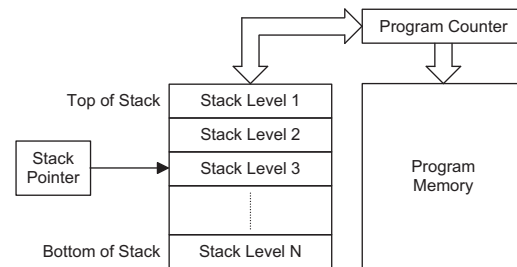 Program Counter
Top of Stack
Stack Level 1
Stack Level 2
Stack
Pointer
Stack Level 3
Program
Memory
Bottom of Stack
Stack Level N